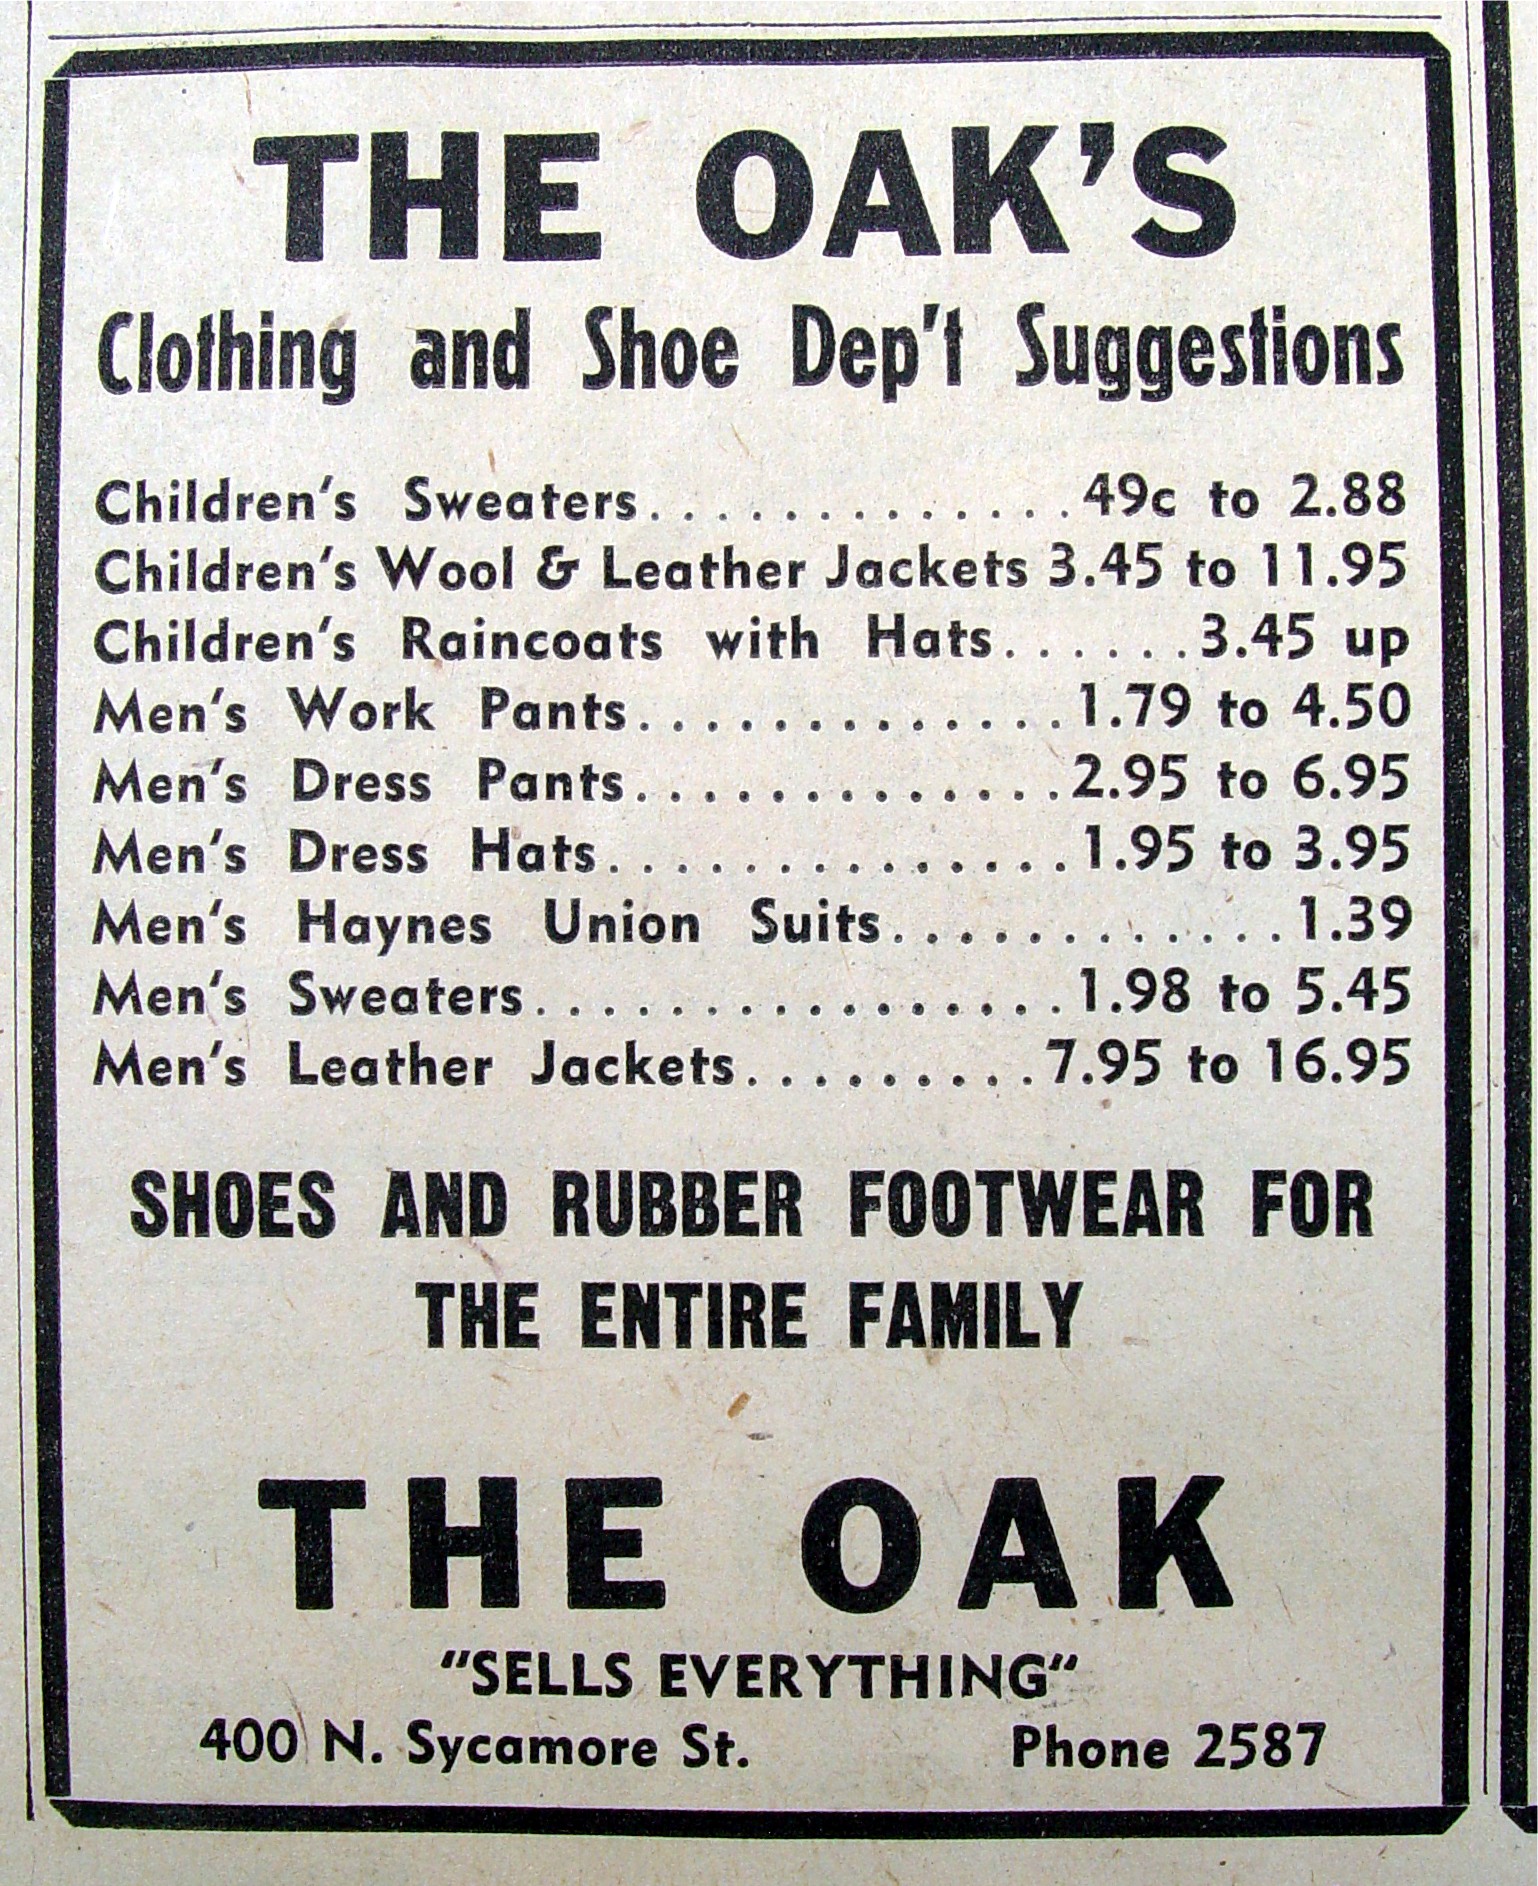 THE OAK'S
Clothing and Shoe Dep't Suggestions
Children's Sweaters.............49c to 2.88
Children's Wool & Leather Jackets 3.45 to 11.95
Children's Raincoats with Hats......3.45 up
Men's Work Pants.............1.79 to 4.50
Men's Dress Pants.............2.95 to 6.95
Men's Dress Hats..............1.95 to 3.95
Men's Haynes Union Suits............1.39
Men's Sweaters................1.98 to 5.45
Men's Leather Jackets.........7.95 to 16.95
SHOES AND RUBBER FOOTWEAR FOR
THE ENTIRE FAMILY
THE OAK
"SELLS EVERYTHING"
400 N. Sycamore St. Phone 2587